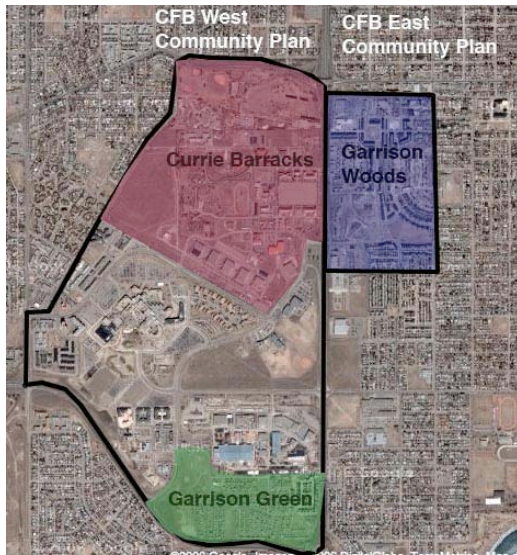 CFB West
Community Plan
CFB East
Community Plan
Currie Barracks
Garrison
Woods
Garrison Green